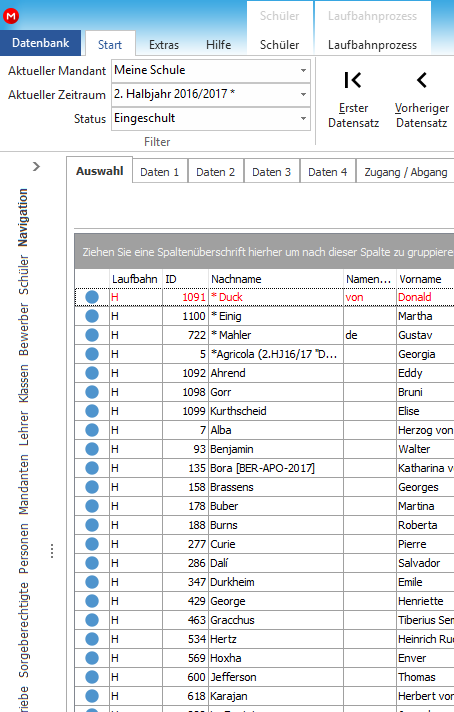 M
Schüler Laufbahnprozess
Datenbank Start Extras Hilfe Schüler Laufbahnprozess
Aktueller Mandant Meine Schule
Aktueller Zeitraum 2. Halbjahr 2016/2017 *
Status Eingeschult
Erster Datensatz
Vorheriger Datensatz
Filter
Auswahl Daten 1 Daten 2 Daten 3 Daten 4 Zugang / Abgang
Navigation
Schüler
Bewerber
Klassen
Lehrer
Mandanten
Personen
Sorgeberechtigte
Ziehen Sie eine Spaltenüberschrift hierher um nach dieser Spalte zu gruppiere
Laufbahn ID Nachname Namen... Vorname
H 1091 * Duck von Donald
H 1100 * Einig Martha
H 722 * Mahler de Gustav
H 5 *Agricola (2.HJ16/17 "D... Georgia
H 1092 Ahrend Eddy
H 1098 Gorr Bruni
H 1099 Kurthscheid Elise
H 7 Alba Herzog von
H 93 Benjamin Walter
H 135 Bora [BER-APO-2017] Katharina v
H 158 Brassens Georges
H 178 Buber Martina
H 188 Burns Roberta
H 277 Curie Pierre
H 286 Dalí Salvador
H 347 Durkheim Emile
H 429 George Henriette
H 463 Gracchus Tiberius Sem
H 534 Hertz Heinrich Ru
H 569 Hoxha Enver
H 600 Jefferson Thomas
H 618 Karajan Herbert vor